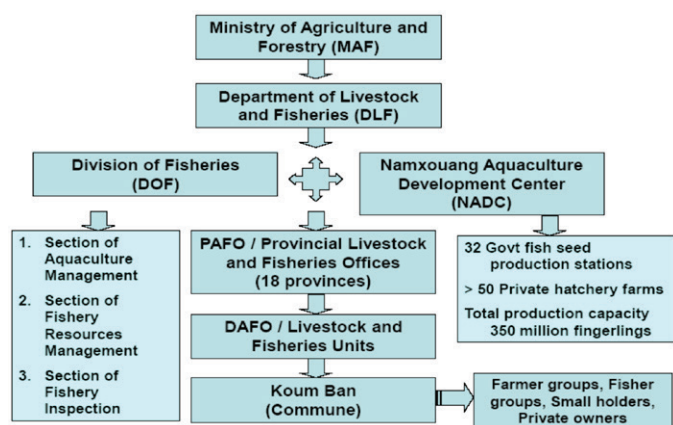 Ministry of Agriculture and
Forestry (MAF)
Department of Livestock
and Fisheries (DLF)
Division of Fisheries
(DOF)
Namxouang Aquaculture
Development Center
(NADC)
1. Section of
Aquaculture
Management
2. Section of
Fishery
Resources
Management
3. Section of
Fishery
Inspection
PAFO / Provincial Livestock
and Fisheries Offices
(18 provinces)
32 Govt fish seed
production stations
> 50 Private hatchery farms
Total production capacity
350 million fingerlings
DAFO / Livestock and
Fisheries Units
Koum Ban
(Commune)
Farmer groups, Fisher
groups, Small holders,
Private owners